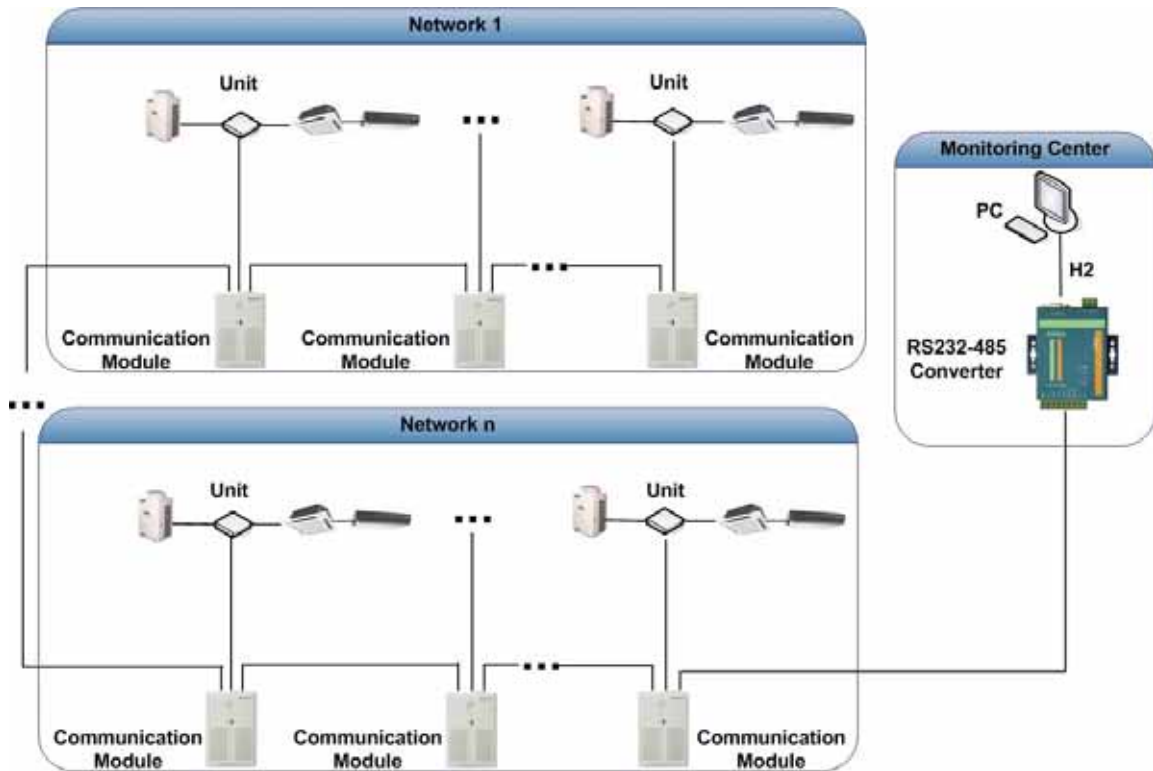 Network 1
Unit
Unit
Communication
Module
Communication
Module
Communication
Module
Monitoring Center
PC
H2
RS232-485
Converter
Network n
Unit
Unit
Communication
Module
Communication
Module
Communication
Module